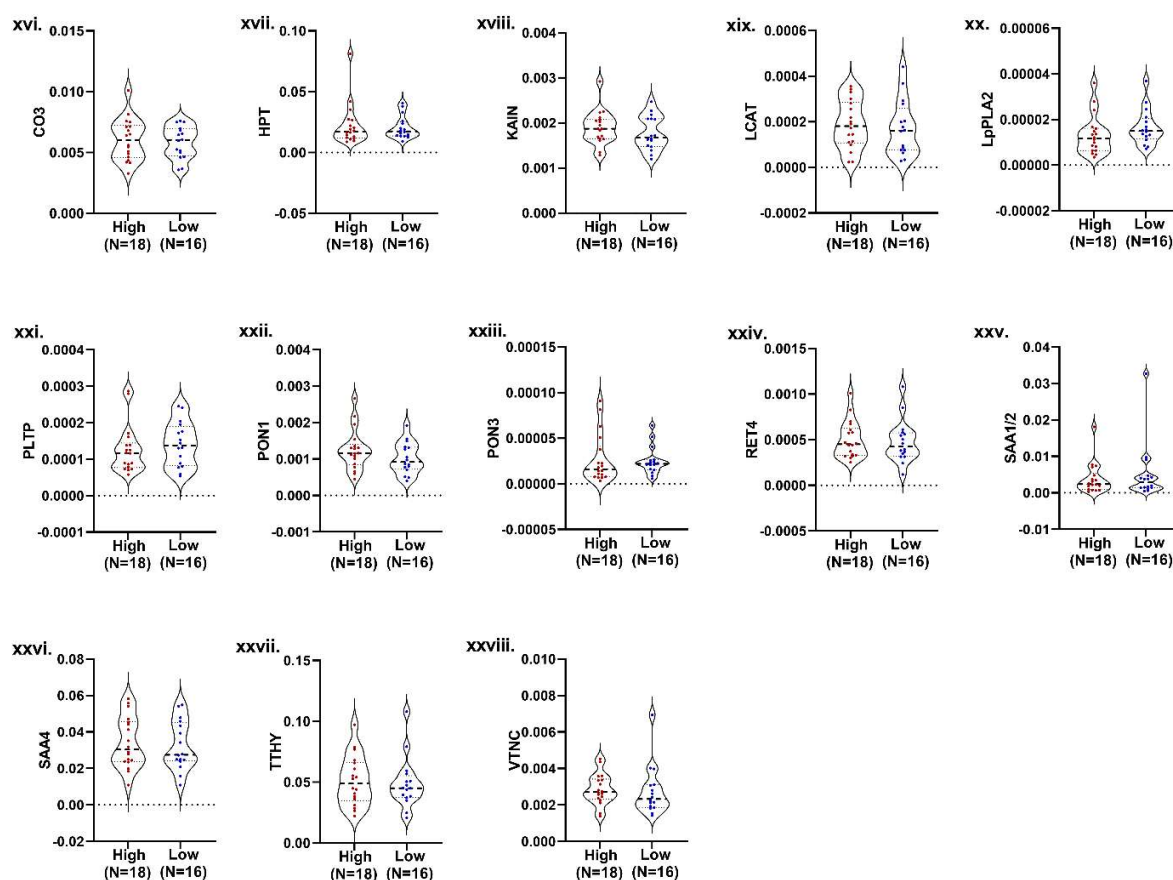 xvi.
0.015
0.010
0.005
0.000
CO3
High
(N=18)
Low
(N=16)
xvii.
0.10
0.05
0.00
-0.05
HPT
High
(N=18)
Low
(N=16)
xviii.
0.004
0.003
0.002
0.001
0.000
KAIN
High
(N=18)
Low
(N=16)
xix.
0.0006
0.0004
0.0002
0.0000
-0.0002
LCAT
High
(N=18)
Low
(N=16)
xx.
0.00006
0.00004
0.00002
0.00000
-0.00002
LpPLA2
High
(N=18)
Low
(N=16)
xxi.
0.0004
0.0003
0.0002
0.0001
0.0000
-0.0001
PLTP
High
(N=18)
Low
(N=16)
xxii.
0.004
0.003
0.002
0.001
0.000
-0.001
PON1
High
(N=18)
Low
(N=16)
xxiii.
0.00015
0.00010
0.00005
0.00000
-0.00005
PON3
High
(N=18)
Low
(N=16)
xxiv.
0.0015
0.0010
0.0005
0.0000
-0.0005
RET4
High
(N=18)
Low
(N=16)
xxv.
0.04
0.03
0.02
0.01
0.00
-0.01
SAA1/2
High
(N=18)
Low
(N=16)
xxvi.
0.08
0.06
0.04
0.02
0.00
-0.02
SAA4
High
(N=18)
Low
(N=16)
xxvii.
0.15
0.10
0.05
0.00
TTHY
High
(N=18)
Low
(N=16)
xxviii.
0.010
0.008
0.006
0.004
0.002
0.000
VTNC
High
(N=18)
Low
(N=16)